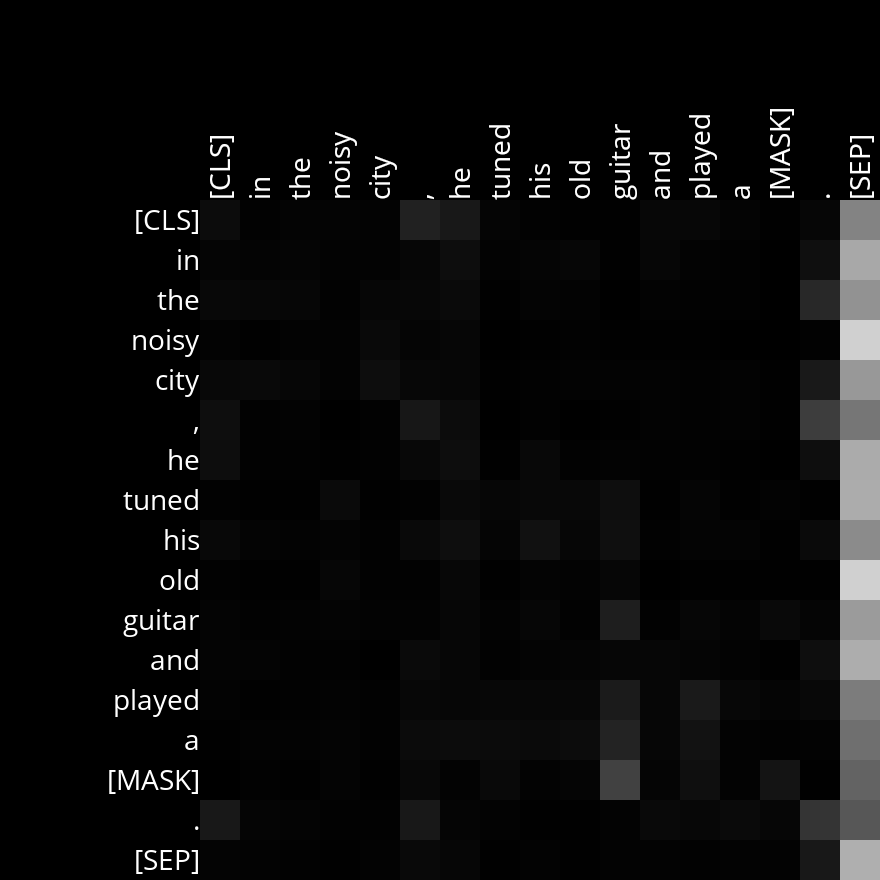 [CLS] in the noisy city , he tuned his old guitar and played a [MASK] . [SEP]
[CLS]
in
the
noisy
city
,
he
tuned
his
old
guitar
and
played
a
[MASK]
.
[SEP]